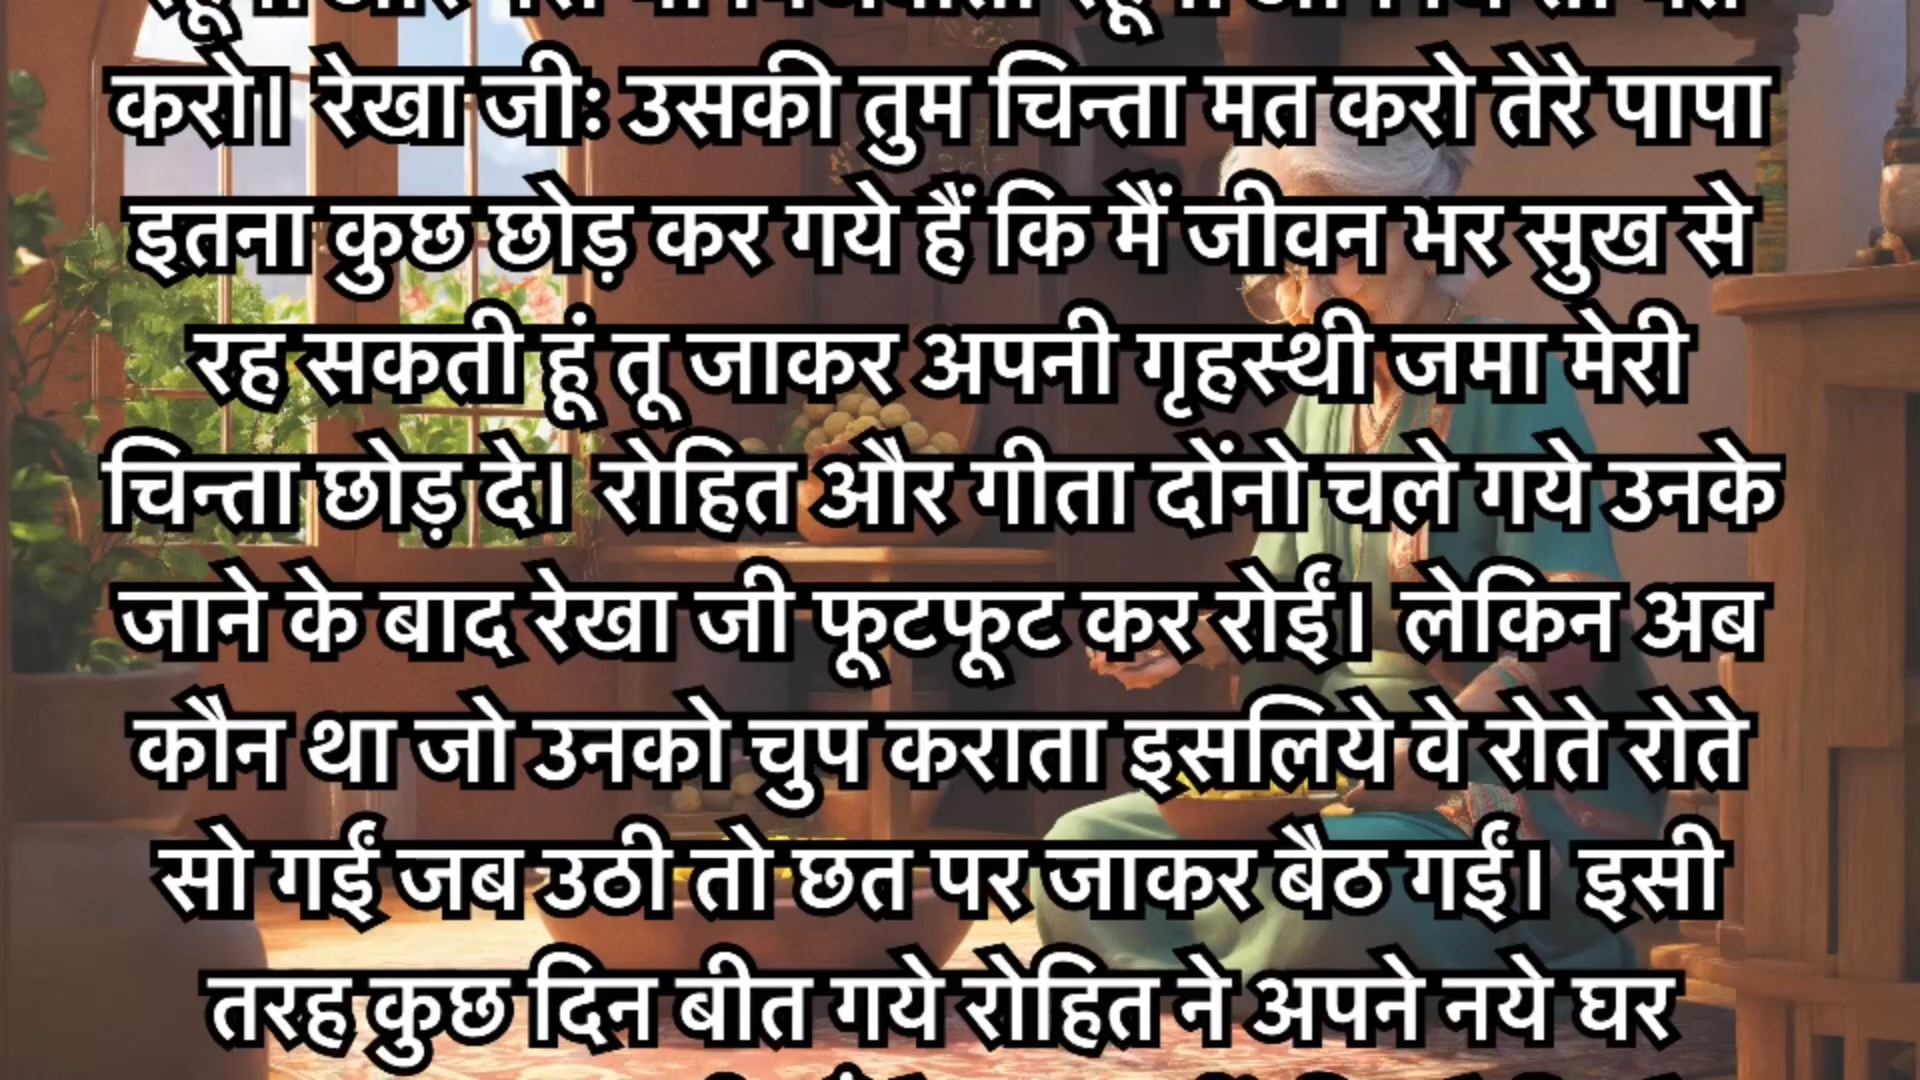 करो। रेखा जीः उसकी तुम चिन्ता मत करो तेरे पापा
इतना कुछ छोड़ कर गये हैं कि मैं जीवन भर सुख से
रह सकती हूं तू जाकर अपनी गृहस्थी जमा मेरी
चिन्ता छोड़ दे। रोहित और गीता दोंनो चले गये उनके
जाने के बाद रेखा जी फूटफूट कर रोईं। लेकिन अब
कौन था जो उनको चुप कराता इसलिये वे रोते रोते
सो गईं जब उठी तो छत पर जाकर बैठ गईं। इसी
तरह कुछ दिन बीत गये रोहित ने अपने नये घर